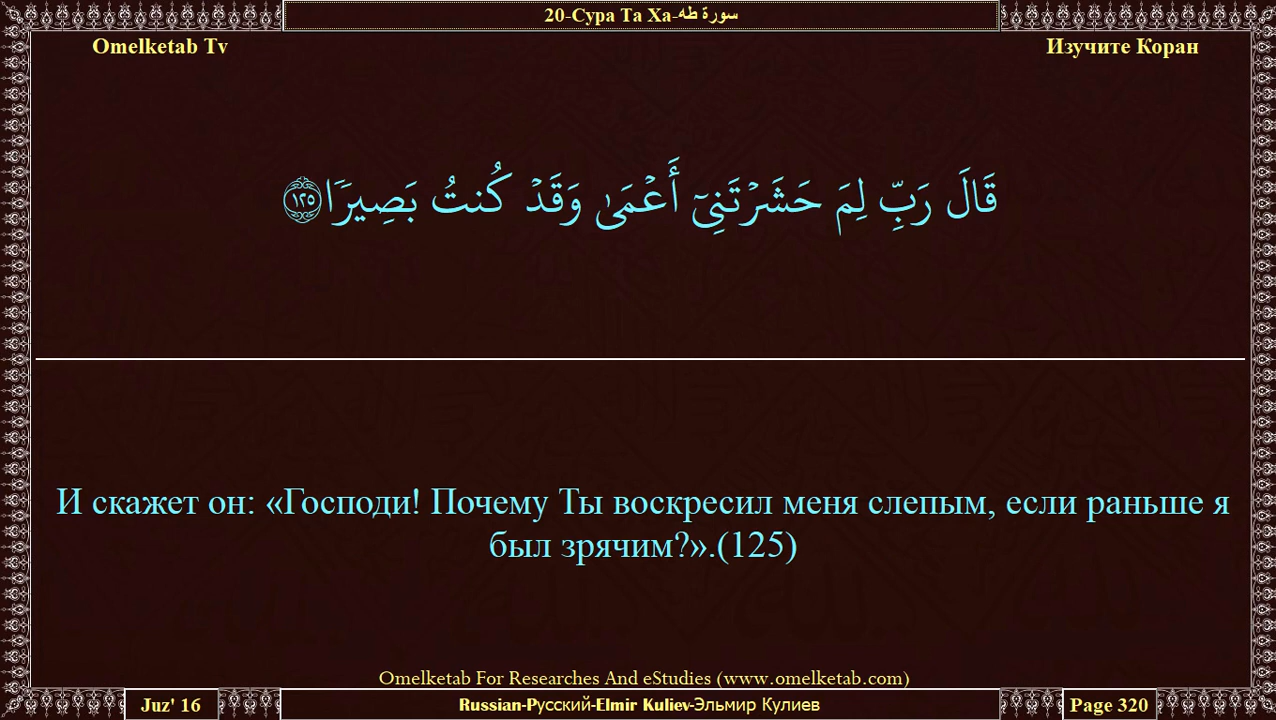 20-Сура Та Ха-سورة طه
Omelketab Tv
Изучите Коран
قَالَ رَبِّ لِمَ حَشَرْتَنِىٓ أَعْمَىٰ وَقَدْ كُنتُ بَصِيرًا ١٢٥
И скажет он: «Господи! Почему Ты воскресил меня слепым, если раньше я
был зрячим?».(125)
Omelketab For Researches And eStudies (www.omelketab.com)
Juz' 16
Russian-Русский-Elmir Kuliev-Эльмир Кулиев
Page 320